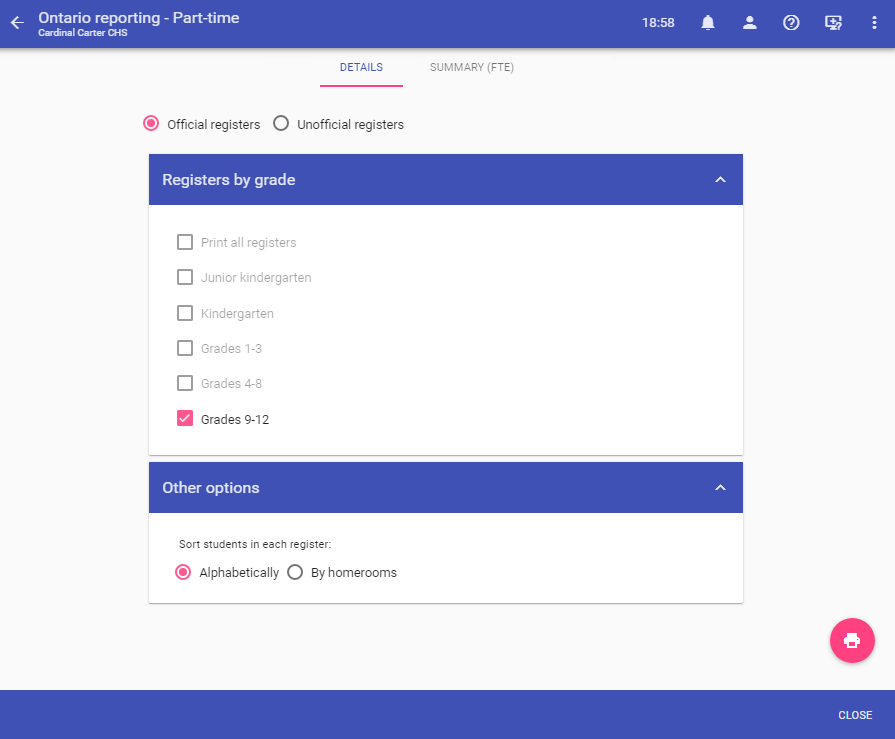 Ontario reporting - Part-time
Cardinal Carter CHS
18:58
DETAILS
SUMMARY (FTE)
Official registers
Unofficial registers
Registers by grade
Print all registers
Junior kindergarten
Kindergarten
Grades 1-3
Grades 4-8
Grades 9-12
Other options
Sort students in each register:
Alphabetically
By homerooms
CLOSE